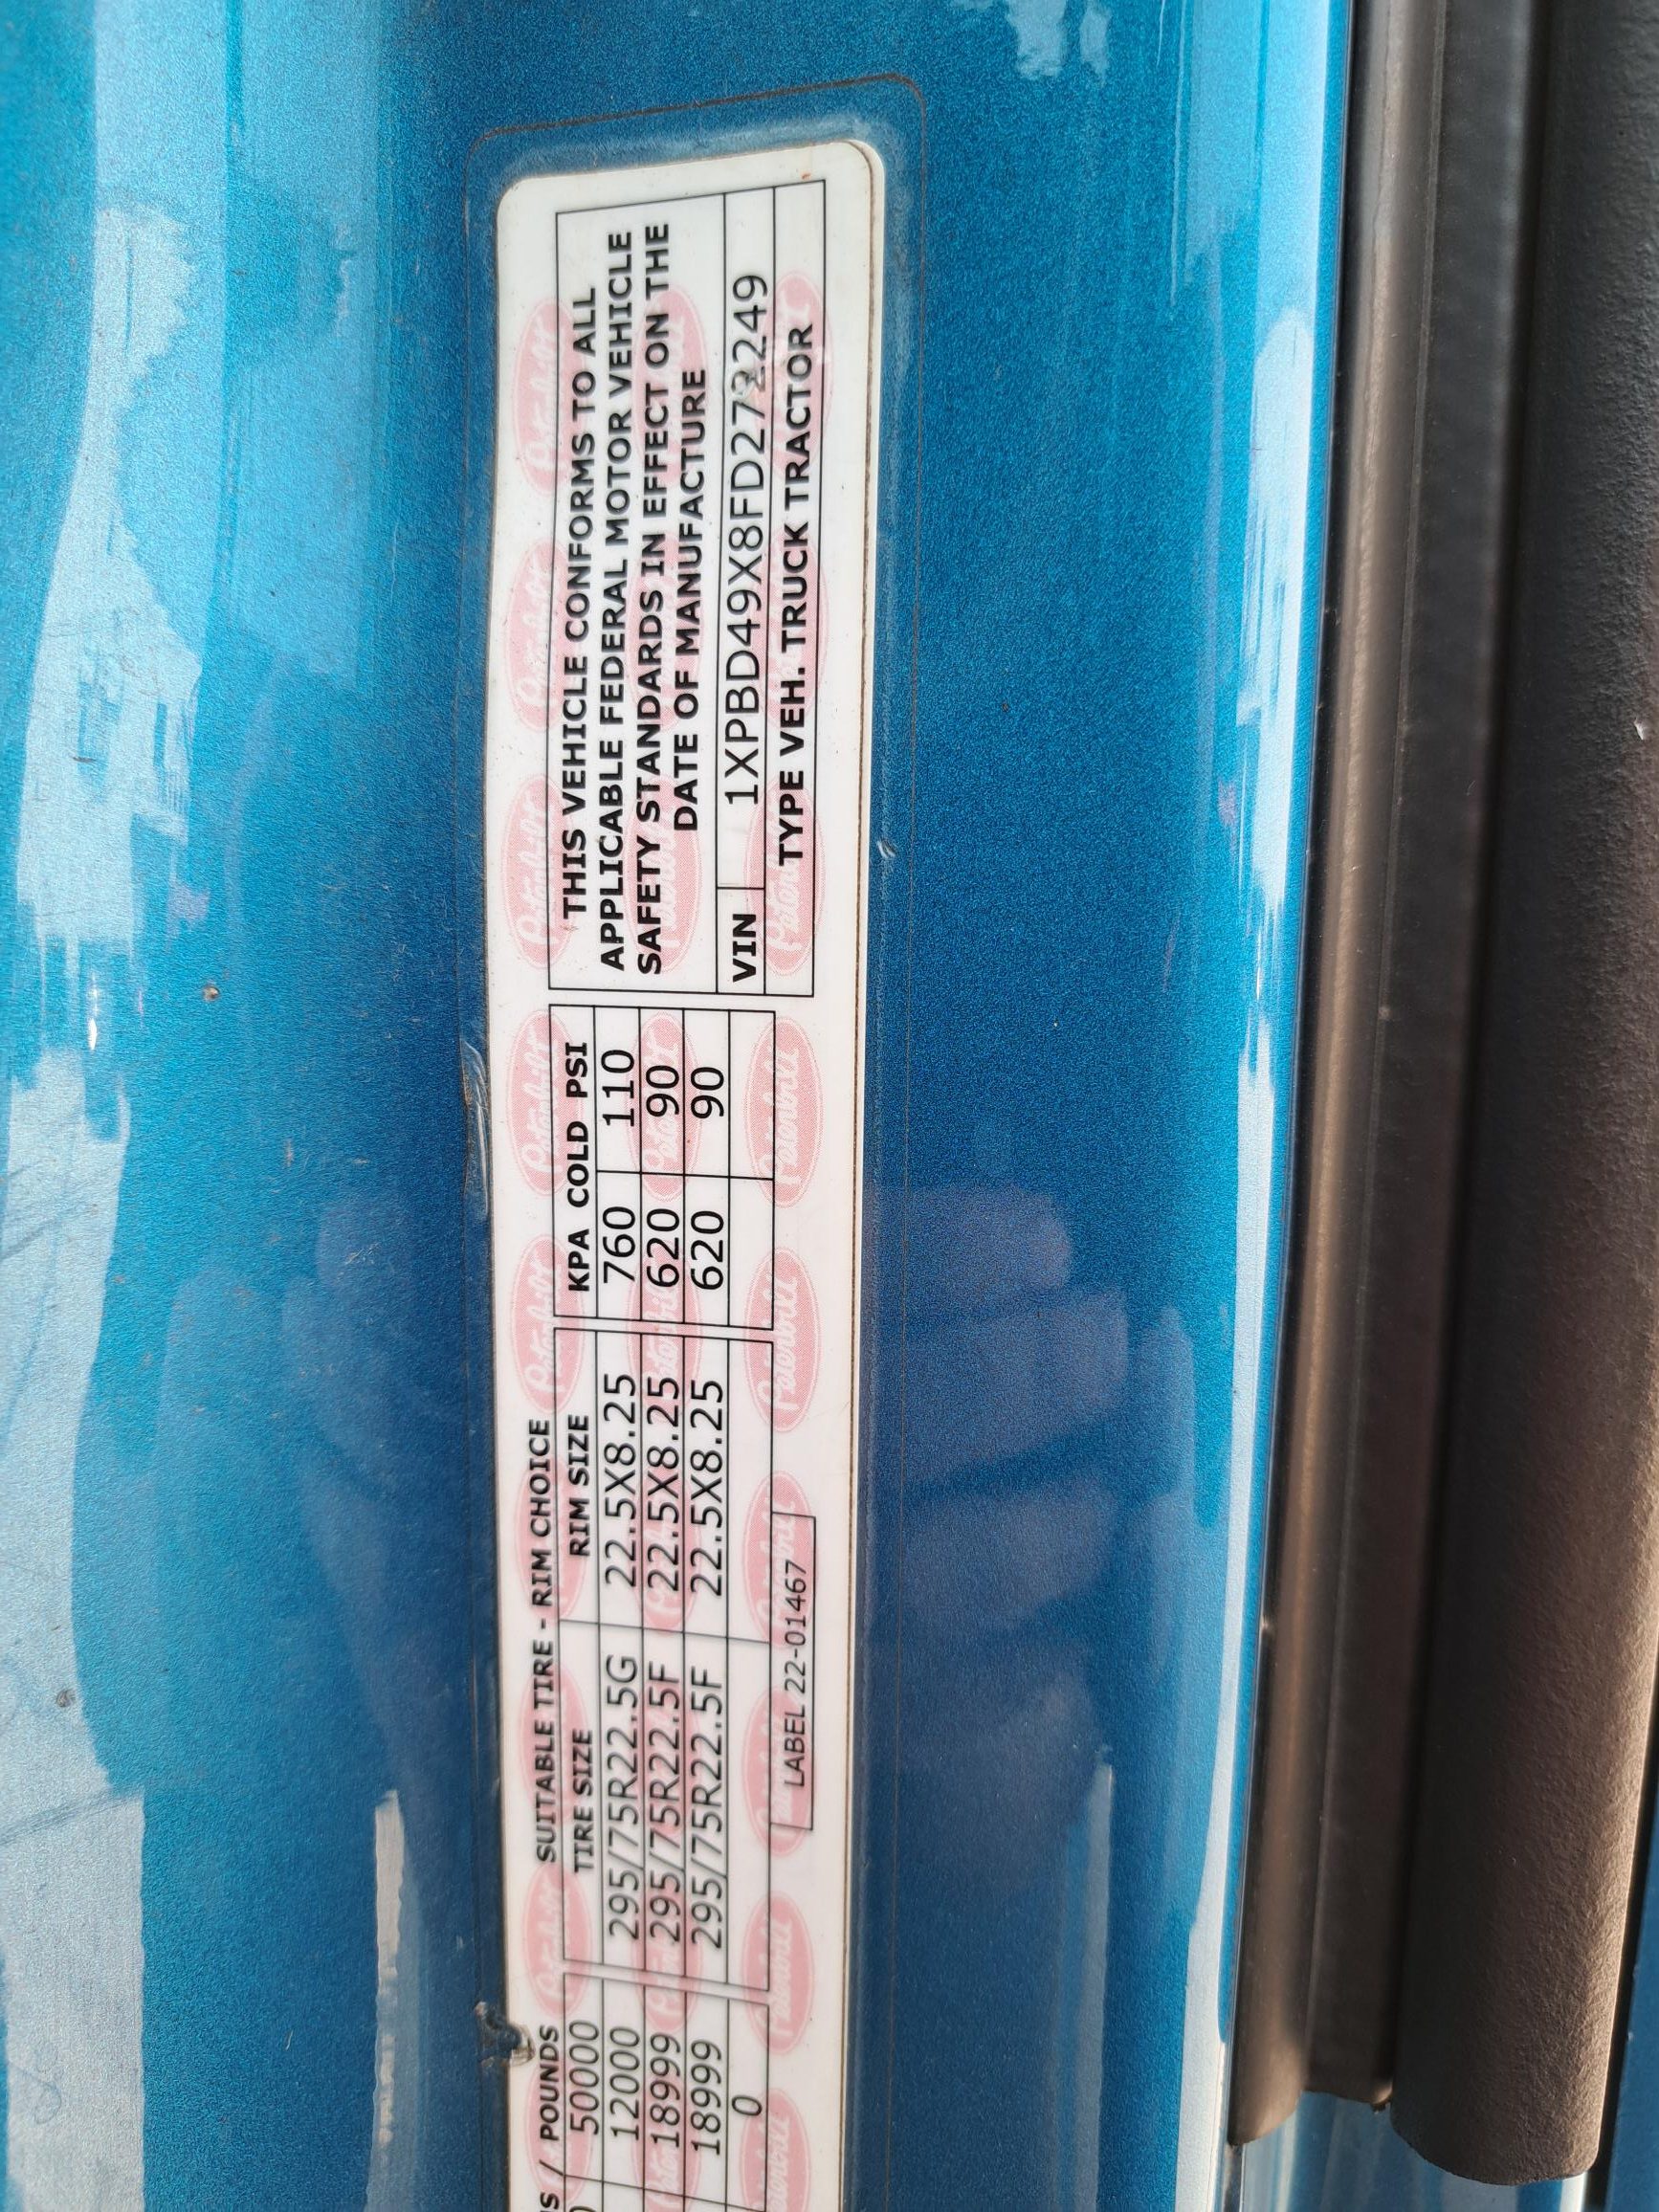 THIS VEHICLE CONFORMS TO ALL
APPLICABLE FEDERAL MOTOR VEHICLE
SAFETY STANDARDS IN EFFECT ON THE
DATE OF MANUFACTURE
VIN 1XPBD49X8FD272249
TYPE VEH. TRUCK TRACTOR
/ POUNDS SUITABLE TIRE - RIM CHOICE
50000 TIRE SIZE RIM SIZE KPA COLD PSI
12000 295/75R22.5G 22.5X8.25 760 110
18999 295/75R22.5F 22.5X8.25 620 90
18999 295/75R22.5F 22.5X8.25 620 90
0
LABEL 22-01467